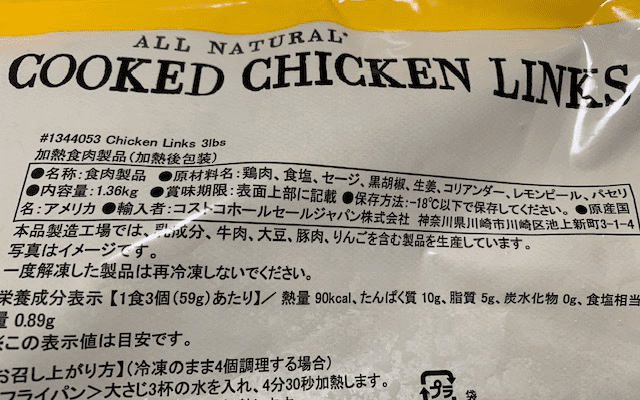 ALL NATURAL*
COOKED CHICKEN LINKS
#1344053 Chicken Links 3lbs
加熱食肉製品(加熱後包装)
●名称:食肉製品 ●原材料名:鶏肉、食塩、セージ、黒胡椒、生姜、コリアンダー、レモンピール、パセリ
●内容量:1.36kg ●賞味期限:表面上部に記載 ●保存方法:-18℃以下で保存してください。 ●原産国
名:アメリカ ●輸入者:コストコホールセールジャパン株式会社 神奈川県川崎市川崎区池上新町3-1-4
本品製造工場では、乳成分、牛肉、大豆、豚肉、りんごを含む製品を生産しています。
写真はイメージです。
一度解凍した製品は再冷凍しないでください。
栄養成分表示【1食3個(59g)あたり】/ 熱量 90kcal、たんぱく質 10g、脂質 5g、炭水化物 0g、食塩相当
量 0.89g
※この表示値は目安です。
お召し上がり方】(冷凍のまま4個調理する場合)
フライパン>大さじ3杯の水を入れ、4分30秒加熱します。
プラ 袋